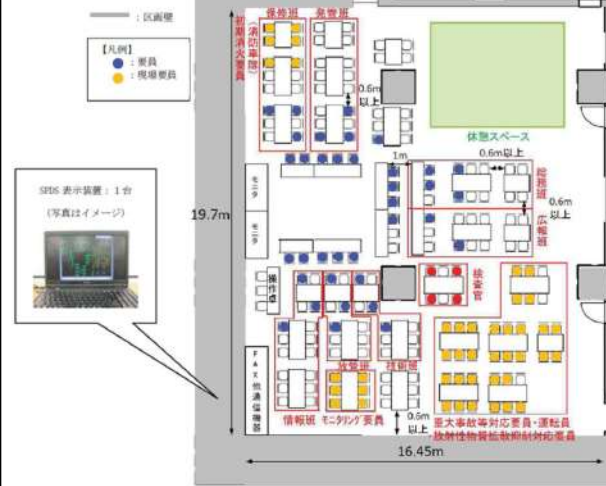 ：区画壁
【凡例】
：要員
：現場要員
SPDS 表示装置：1台
(写真はイメージ)
初期消火要員
(消防車隊)
保修班
発電班
0.6m
以上
休憩スペース
1m
0.6m以上
総務班
0.6m
以上
広報班
モニタ
モニタ
19.7m
操作卓
検査官
放管班
技術班
FAX他通信機器
情報班
モニタリング要員
0.6m
以上
重大事故等対応要員・運転員
・放射性物質拡散抑制対応要員
16.45m